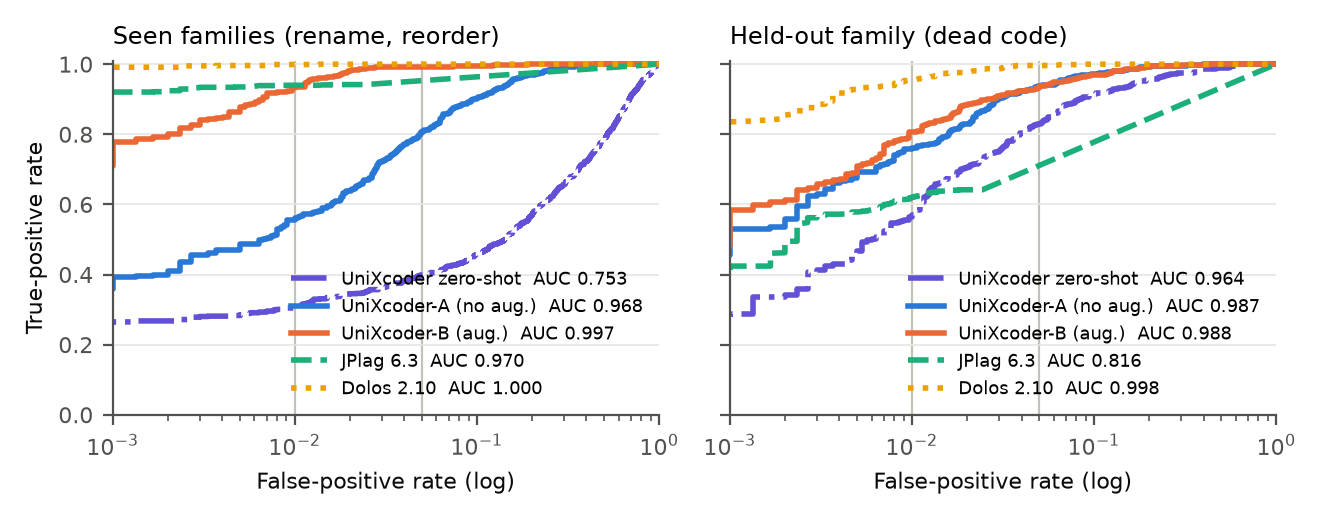 Seen families (rename, reorder)
True-positive rate
1.0
0.8
0.6
0.4
0.2
0.0
UniXcoder zero-shot AUC 0.753
UniXcoder-A (no aug.) AUC 0.968
UniXcoder-B (aug.) AUC 0.997
JPlag 6.3 AUC 0.970
Dolos 2.10 AUC 1.000
10⁻³ 10⁻² 10⁻¹ 10⁰
False-positive rate (log)
Held-out family (dead code)
UniXcoder zero-shot AUC 0.964
UniXcoder-A (no aug.) AUC 0.987
UniXcoder-B (aug.) AUC 0.988
JPlag 6.3 AUC 0.816
Dolos 2.10 AUC 0.998
10⁻³ 10⁻² 10⁻¹ 10⁰
False-positive rate (log)